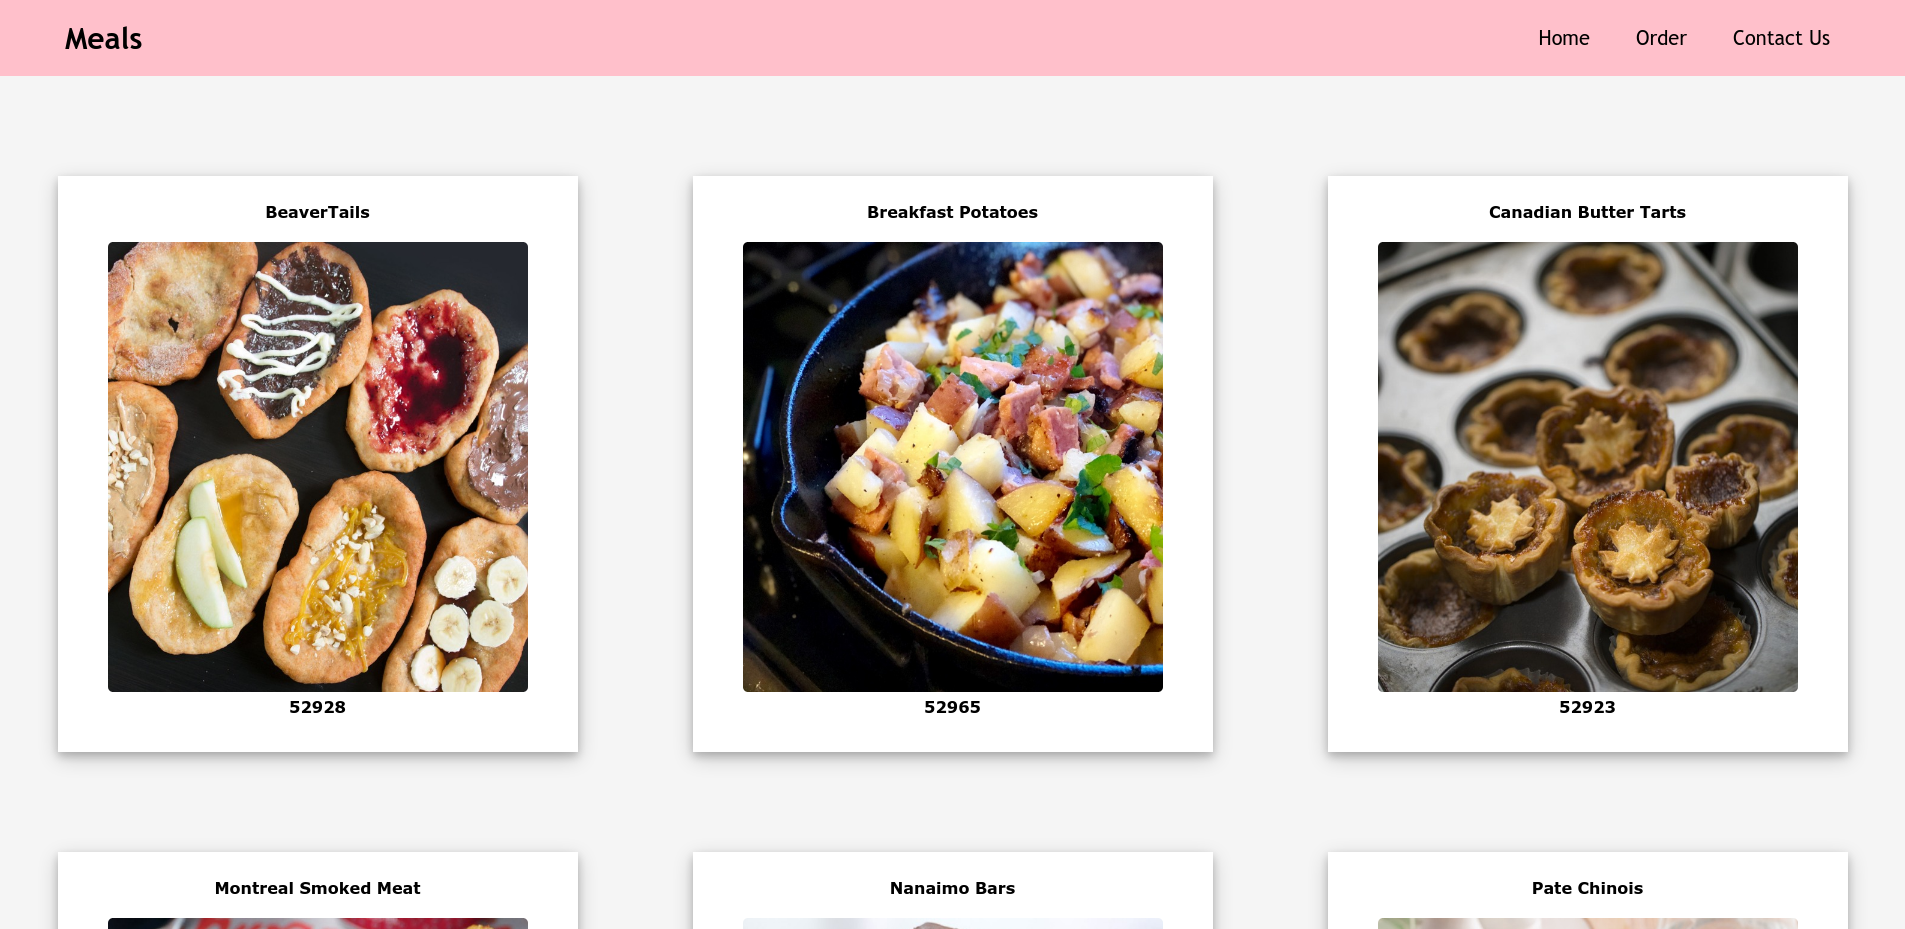 Meals
Home
Order
Contact Us
BeaverTails
Breakfast Potatoes
Canadian Butter Tarts
52928
52965
52923
Montreal Smoked Meat
Nanaimo Bars
Pate Chinois